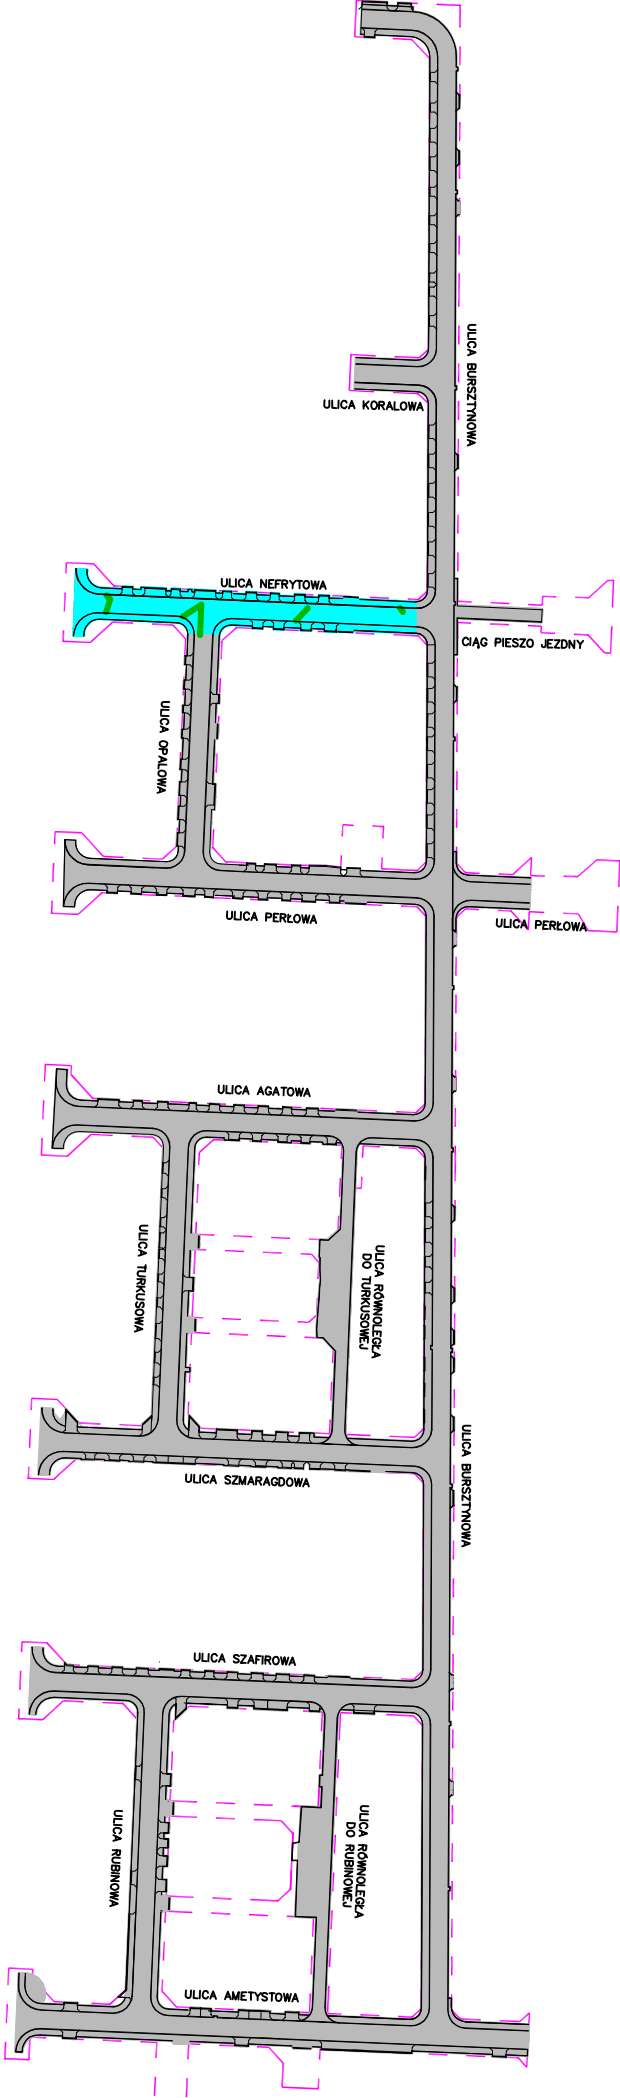 ULICA BURSZTYNOWA
ULICA KORALOWA
ULICA NEFRYTOWA
CIĄG PIESZO JEZDNY
ULICA OPALOWA
ULICA PERŁOWA
ULICA PERŁOWA
ULICA AGATOWA
ULICA TURKUSOWA
ULICA RÓWNOLEGŁA
DO TURKUSOWEJ
ULICA BURSZTYNOWA
ULICA SZMARAGDOWA
ULICA SZAFIROWA
ULICA RUBINOWA
ULICA RÓWNOLEGŁA
DO RUBINOWEJ
ULICA AMETYSTOWA